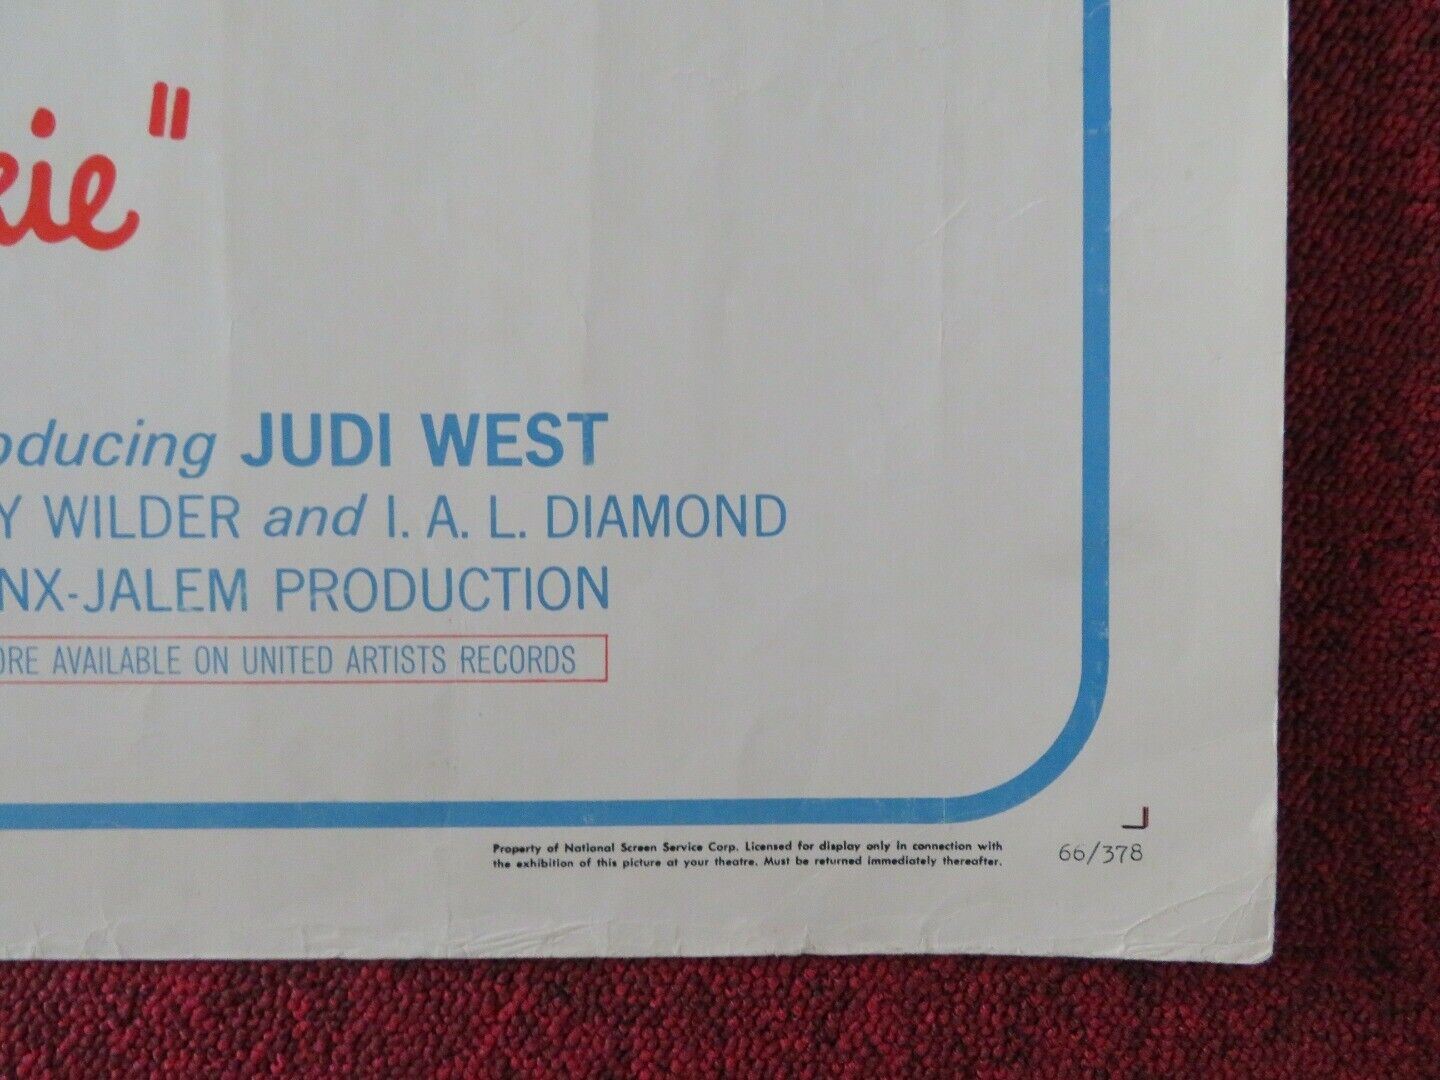 kie"
oducing JUDI WEST
Y WILDER and I. A. L. DIAMOND
NX-JALEM PRODUCTION
ORE AVAILABLE ON UNITED ARTISTS RECORDS
Property of National Screen Service Corp. Licensed for display only in connection with
the exhibition of this picture at your theatre. Must be returned immediately thereafter.
66/378